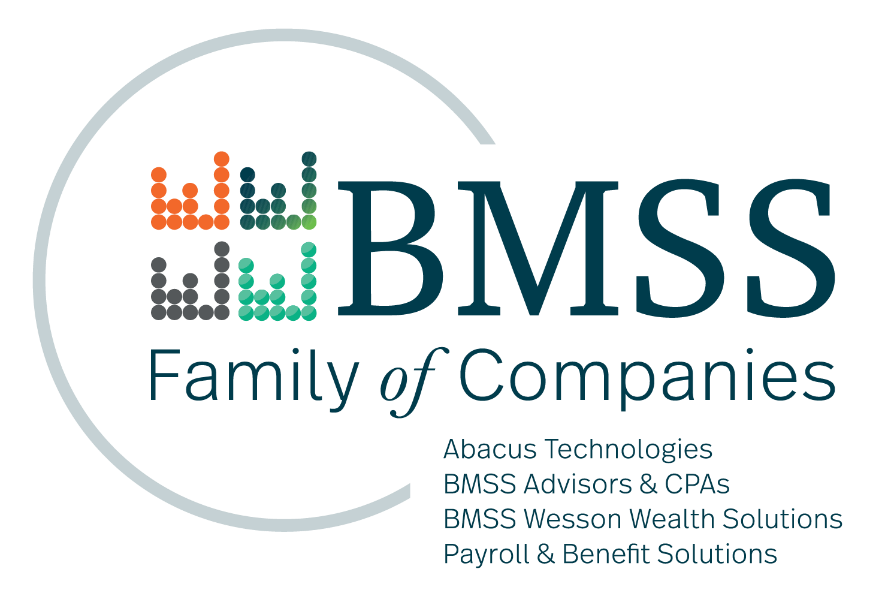 BMSS
Family of Companies
Abacus Technologies
BMSS Advisors & CPAs
BMSS Wesson Wealth Solutions
Payroll & Benefit Solutions